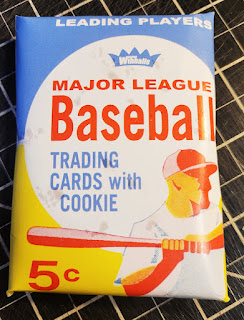 LEADING PLAYERS
MAJOR LEAGUE
Baseball
TRADING
CARDS with
COOKIE
5c